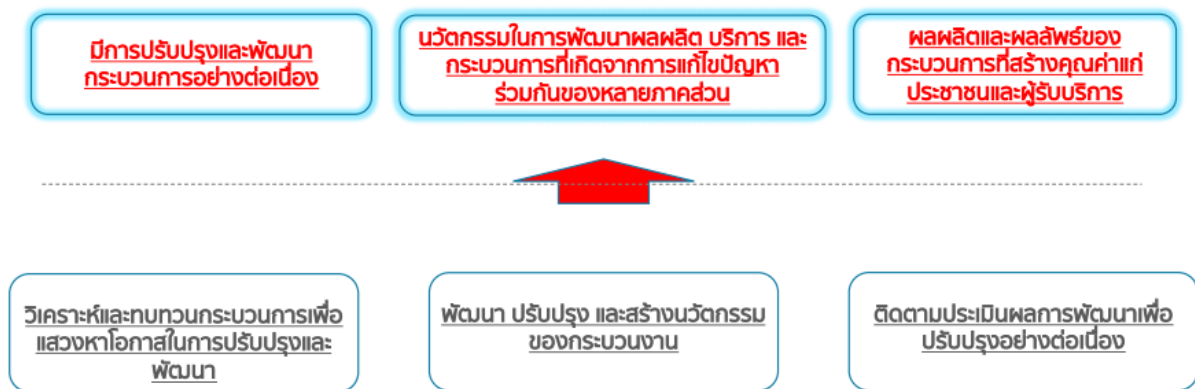 มีการปรับปรุงและพัฒนา
กระบวนการอย่างต่อเนื่อง
นวัตกรรมในการพัฒนาผลผลิต บริการ และ
กระบวนการที่เกิดจากการแก้ไขปัญหา
ร่วมกันของหลายภาคส่วน
ผลผลิตและผลลัพธ์ของ
กระบวนการที่สร้างคุณค่าแก่
ประชาชนและผู้รับบริการ
วิเคราะห์และทบทวนกระบวนการเพื่อ
แสวงหาโอกาสในการปรับปรุงและ
พัฒนา
พัฒนา ปรับปรุง และสร้างนวัตกรรม
ของกระบวนงาน
ติดตามประเมินผลการพัฒนาเพื่อ
ปรับปรุงอย่างต่อเนื่อง